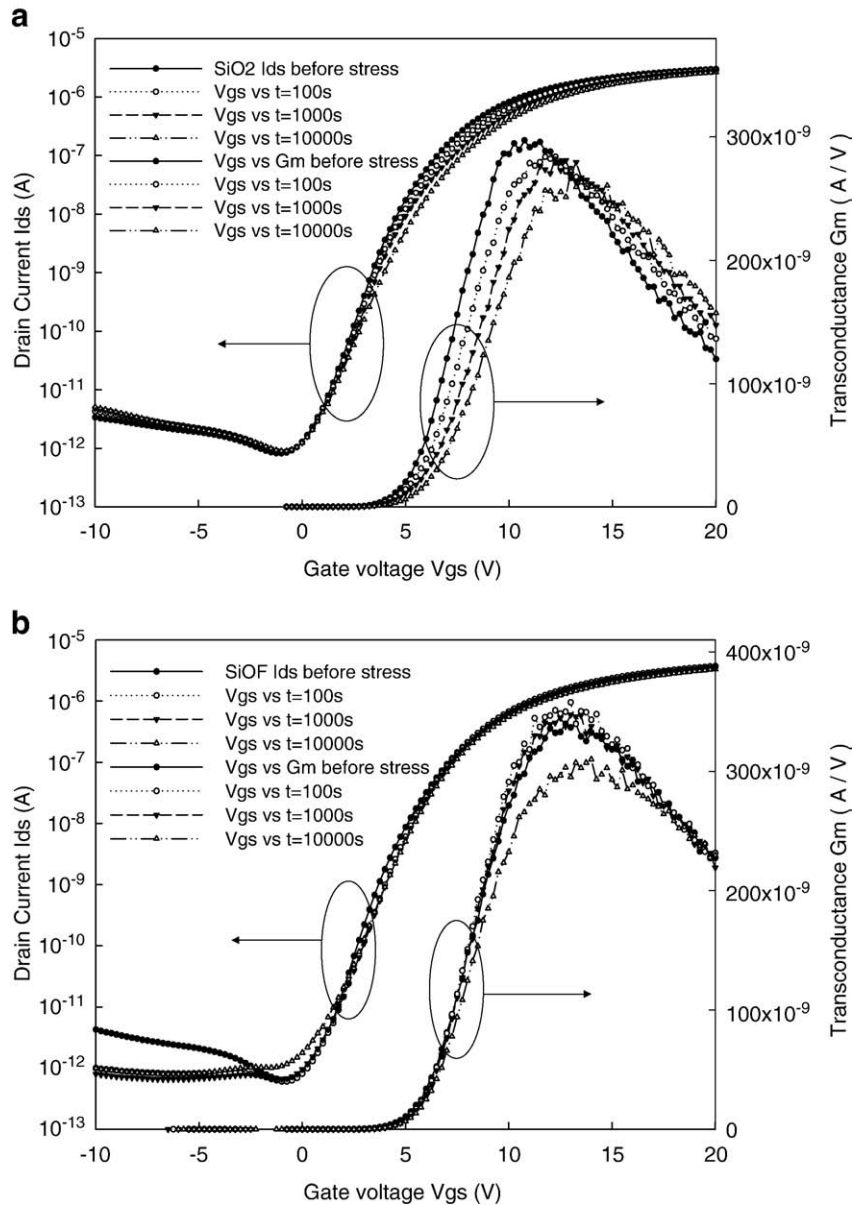 a
10-5
10-6
10-7
10-8
10-9
10-10
10-11
10-12
10-13
Drain Current Ids (A)
SiO2 Ids before stress
Vgs vs t=100s
Vgs vs t=1000s
Vgs vs t=10000s
Vgs vs Gm before stress
Vgs vs t=100s
Vgs vs t=1000s
Vgs vs t=10000s
300x10-9
200x10-9
100x10-9
0
Transconductance Gm ( A / V )
-10 -5 0 5 10 15 20
Gate voltage Vgs (V)
b
10-5
10-6
10-7
10-8
10-9
10-10
10-11
10-12
10-13
Drain Current Ids (A)
SiOF Ids before stress
Vgs vs t=100s
Vgs vs t=1000s
Vgs vs t=10000s
Vgs vs Gm before stress
Vgs vs t=100s
Vgs vs t=1000s
Vgs vs t=10000s
400x10-9
300x10-9
200x10-9
100x10-9
0
Transconductance Gm ( A / V )
-10 -5 0 5 10 15 20
Gate voltage Vgs (V)